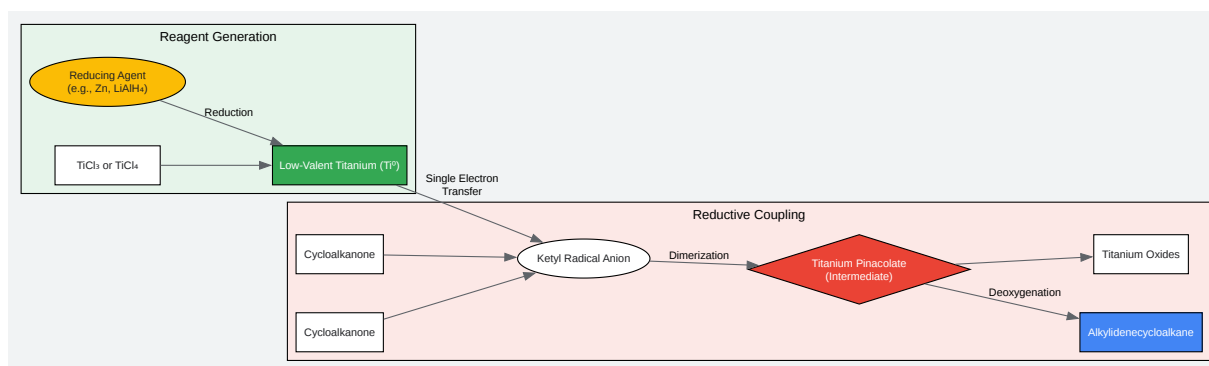 Reagent Generation
Reducing Agent
(e.g., Zn, LiAlH₄)
Reduction
TiCl₃ or TiCl₄
Low-Valent Titanium (Ti⁰)
Single Electron
Transfer
Reductive Coupling
Cycloalkanone
Ketyl Radical Anion
Dimerization
Titanium Pinacolate
(Intermediate)
Titanium Oxides
Deoxygenation
Cycloalkanone
Alkylidenecycloalkane